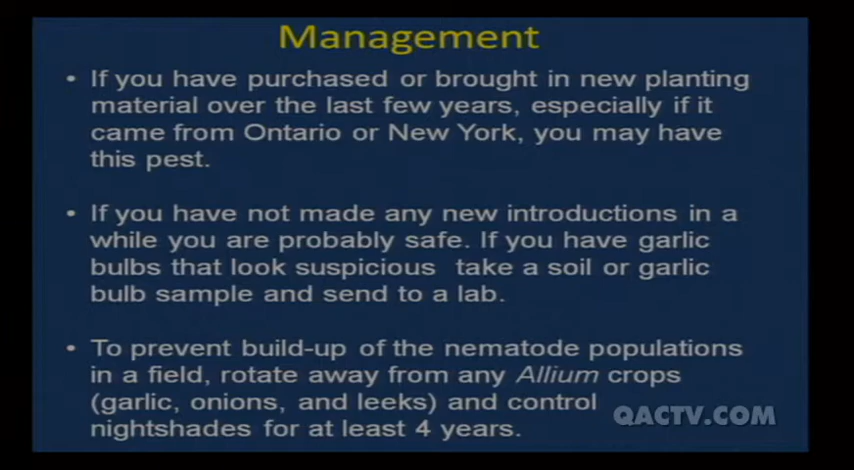 Management
• If you have purchased or brought in new planting
material over the last few years, especially if it
came from Ontario or New York, you may have
this pest.
• If you have not made any new introductions in a
while you are probably safe. If you have garlic
bulbs that look suspicious take a soil or garlic
bulb sample and send to a lab.
• To prevent build-up of the nematode populations
in a field, rotate away from any Allium crops
(garlic, onions, and leeks) and control
nightshades for at least 4 years.
QACTV.COM